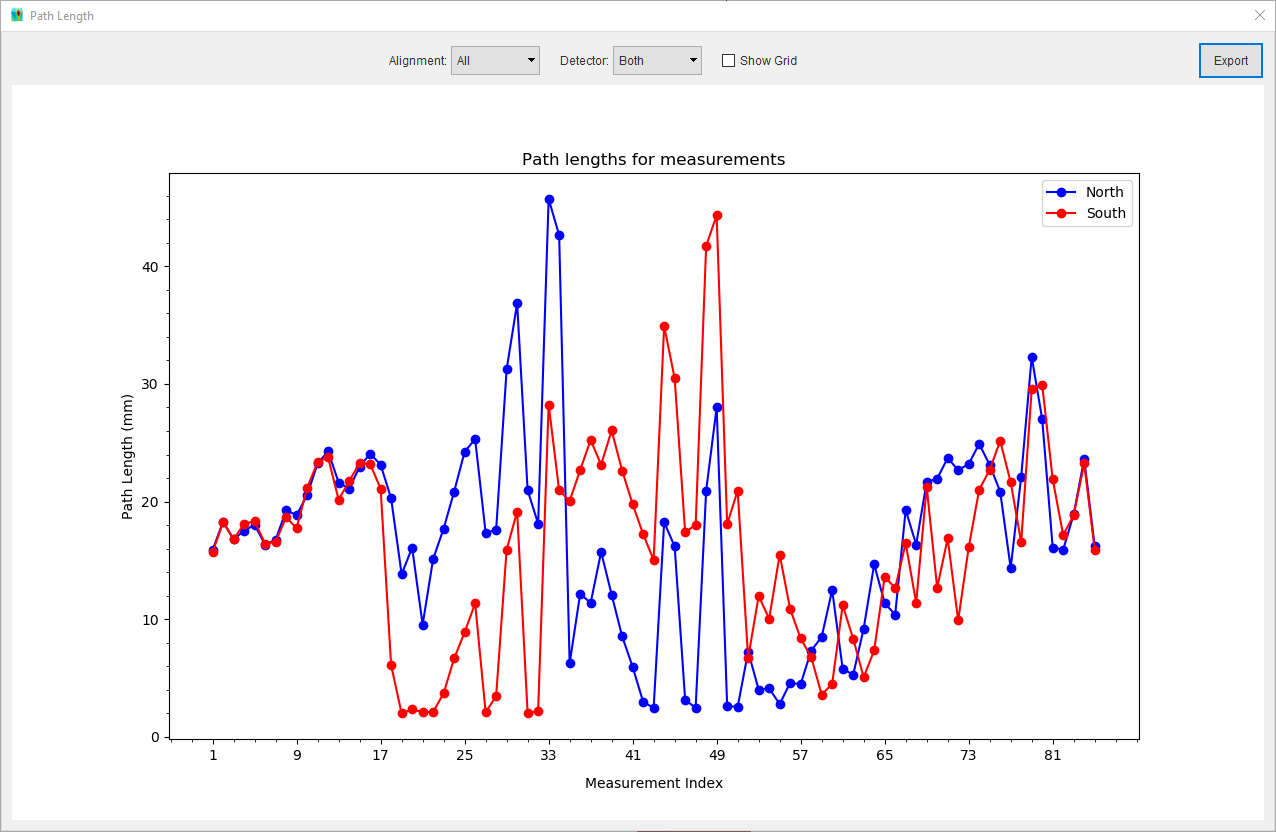 Path Length
Alignment: All Detector: Both Show Grid Export
Path lengths for measurements
North
South
40
30
20
10
0
Path Length (mm)
1 9 17 25 33 41 49 57 65 73 81
Measurement Index